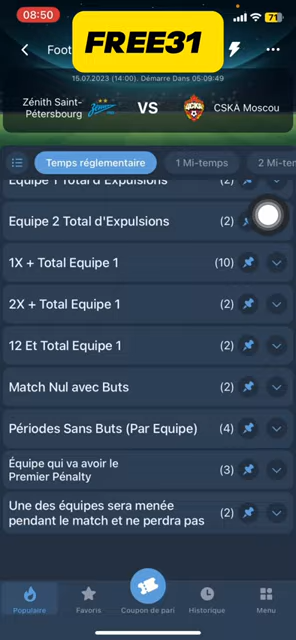 08:50
71
Foot
FREE31
15.07.2023 (14:00). Démarre Dans 05:09:49
Zénith Saint-Pétersbourg VS CSKA Moscou
Temps réglementaire 1 Mi-temps 2 Mi-ter
Equipe 1 Total d'Expulsions (2)
Equipe 2 Total d'Expulsions (2)
1X + Total Equipe 1 (10)
2X + Total Equipe 1 (2)
12 Et Total Equipe 1 (2)
Match Nul avec Buts (2)
Périodes Sans Buts (Par Equipe) (4)
Équipe qui va avoir le
Premier Pénalty (3)
Une des équipes sera menée
pendant le match et ne perdra pas (2)
Populaire Favoris Coupon de pari Historique Menu